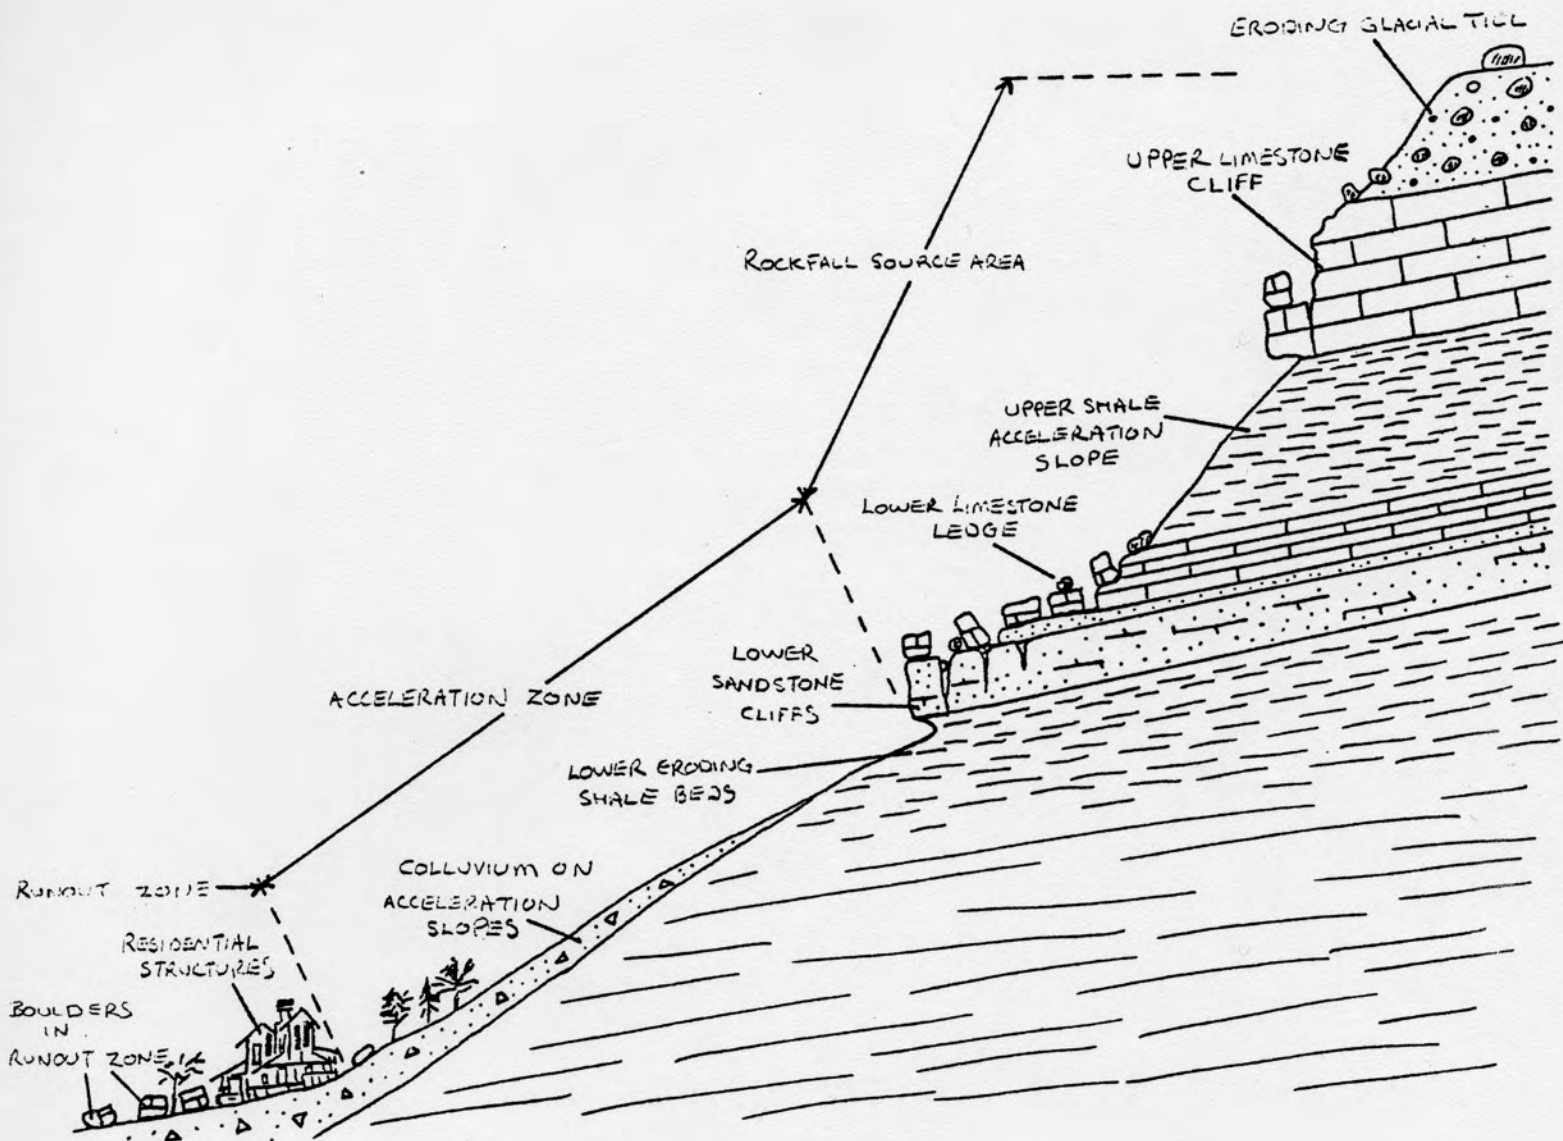 ERODING GLACIAL TILL
UPPER LIMESTONE
CLIFF
ROCKFALL SOURCE AREA
UPPER SHALE
ACCELERATION
SLOPE
LOWER LIMESTONE
LEDGE
LOWER
SANDSTONE
CLIFFS
ACCELERATION ZONE
LOWER ERODING
SHALE BEDS
COLLUVIUM ON
ACCELERATION
SLOPES
RUNOUT ZONE
RESIDENTIAL
STRUCTURES
BOULDERS
IN
RUNOUT ZONE